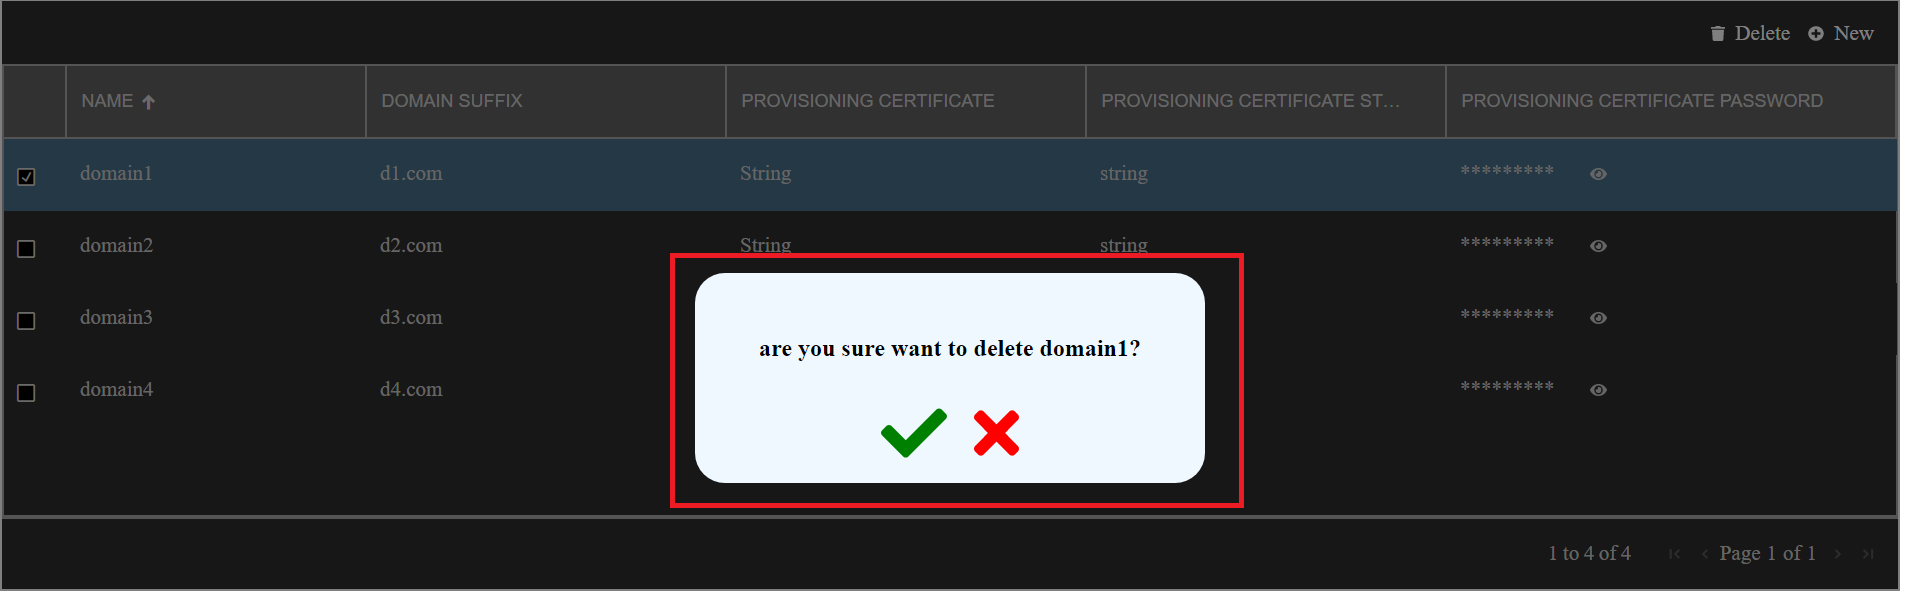 Delete New
NAME DOMAIN SUFFIX PROVISIONING CERTIFICATE PROVISIONING CERTIFICATE ST... PROVISIONING CERTIFICATE PASSWORD
domain1 d1.com String string *********
domain2 d2.com String string *********
domain3 d3.com *********
domain4 d4.com *********
are you sure want to delete domain1?
1 to 4 of 4 Page 1 of 1